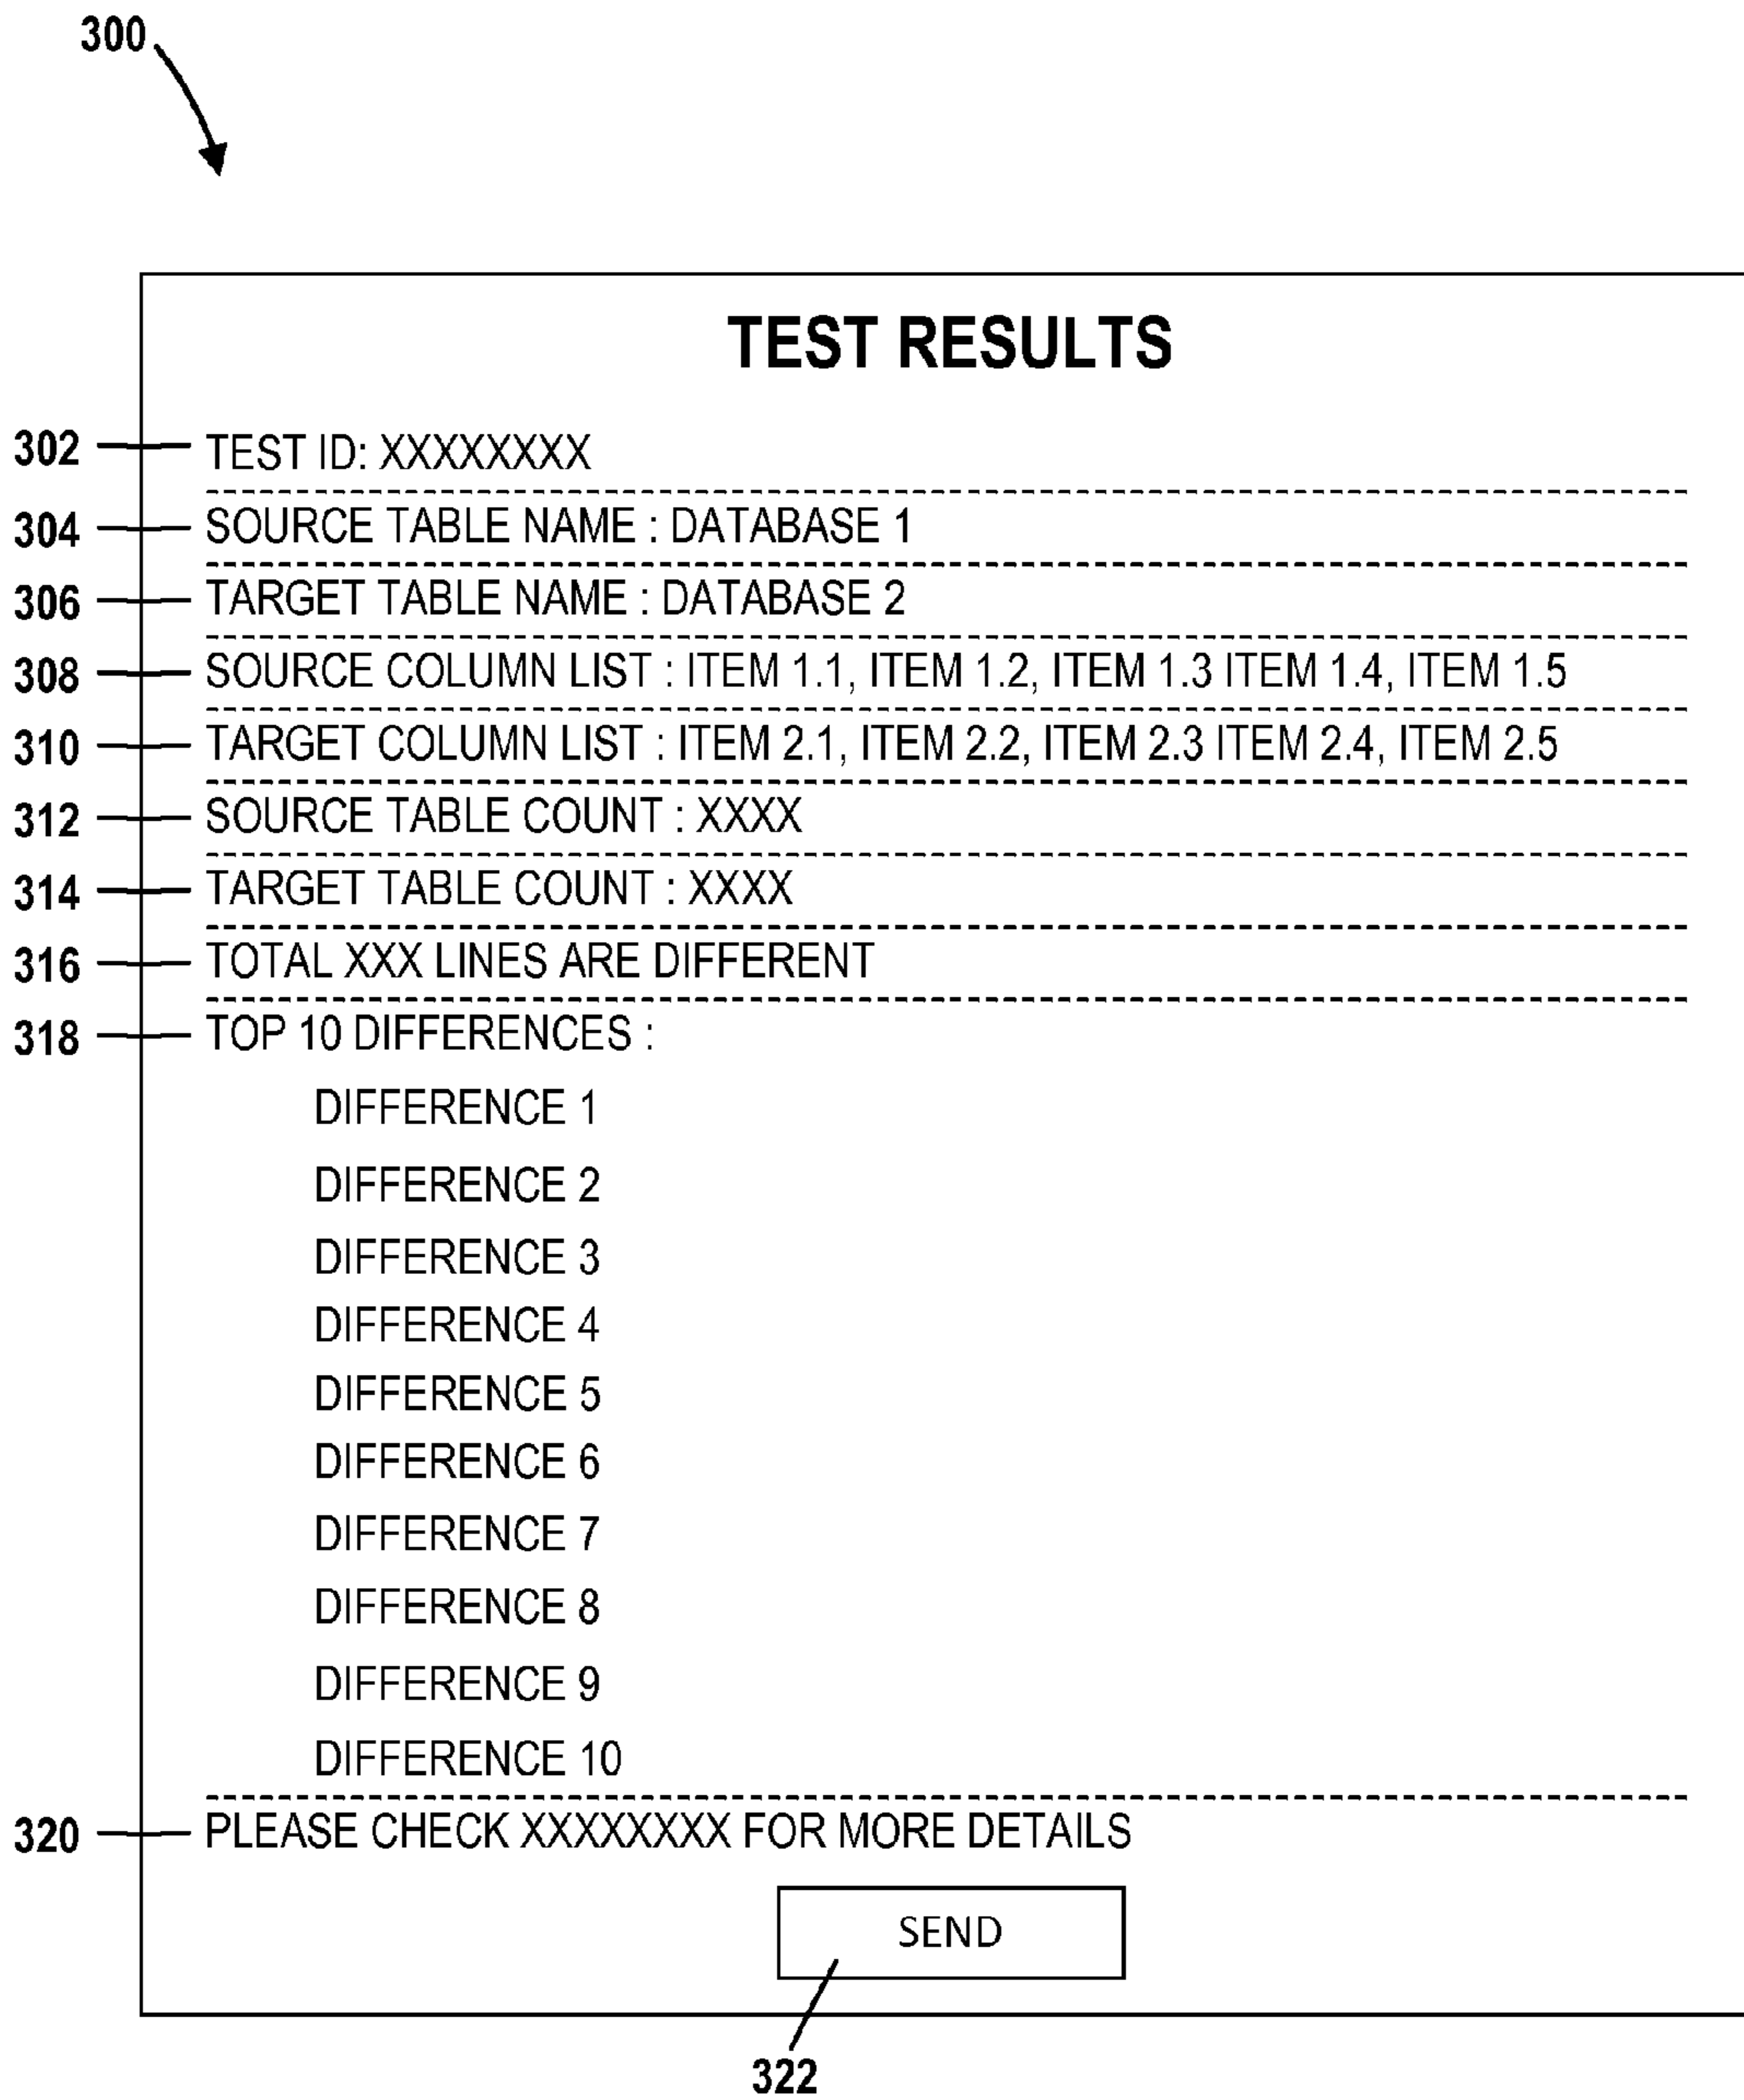 300
TEST RESULTS
302 TEST ID: XXXXXXXX
304 SOURCE TABLE NAME : DATABASE 1
306 TARGET TABLE NAME : DATABASE 2
308 SOURCE COLUMN LIST : ITEM 1.1, ITEM 1.2, ITEM 1.3 ITEM 1.4, ITEM 1.5
310 TARGET COLUMN LIST : ITEM 2.1, ITEM 2.2, ITEM 2.3 ITEM 2.4, ITEM 2.5
312 SOURCE TABLE COUNT : XXXX
314 TARGET TABLE COUNT : XXXX
316 TOTAL XXX LINES ARE DIFFERENT
318 TOP 10 DIFFERENCES :
DIFFERENCE 1
DIFFERENCE 2
DIFFERENCE 3
DIFFERENCE 4
DIFFERENCE 5
DIFFERENCE 6
DIFFERENCE 7
DIFFERENCE 8
DIFFERENCE 9
DIFFERENCE 10
320 PLEASE CHECK XXXXXXXX FOR MORE DETAILS
SEND
322